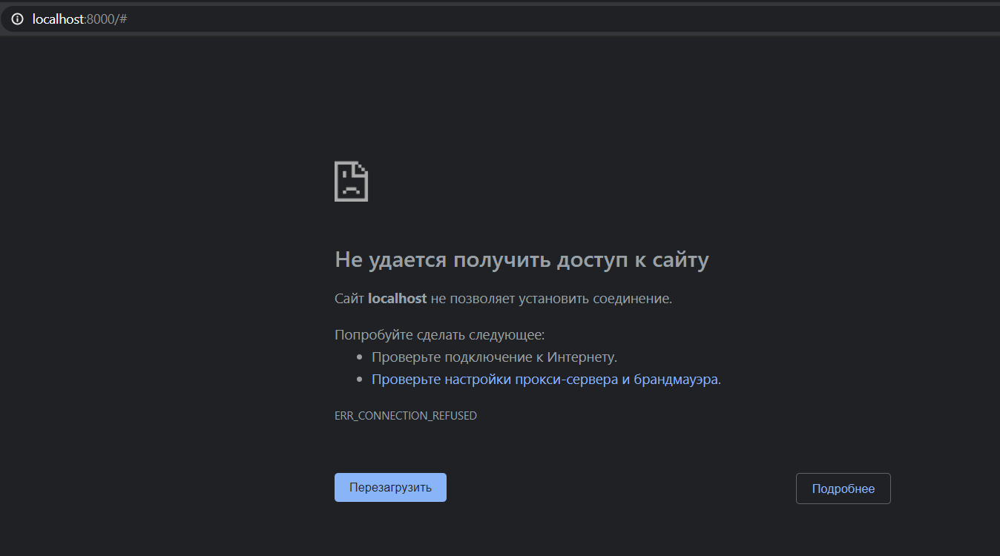 localhost:8000/#
Не удается получить доступ к сайту
Сайт localhost не позволяет установить соединение.
Попробуйте сделать следующее:
• Проверьте подключение к Интернету.
• Проверьте настройки прокси-сервера и брандмауэра.
ERR_CONNECTION_REFUSED
Перезагрузить
Подробнее